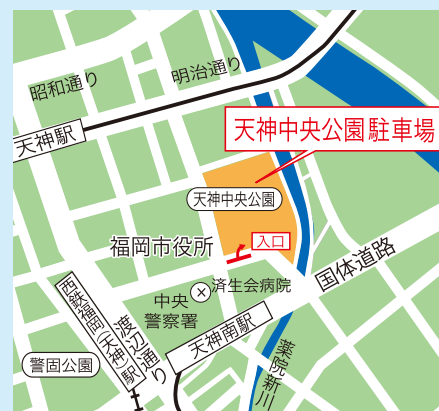 昭和通り
明治通り
天神駅
天神中央公園 駐車場
天神中央公園
福岡市役所
入口
済生会病院
国体道路
中央
警察署
西鉄福岡(天神)駅
渡辺通り
天神南駅
警固公園
薬院新川